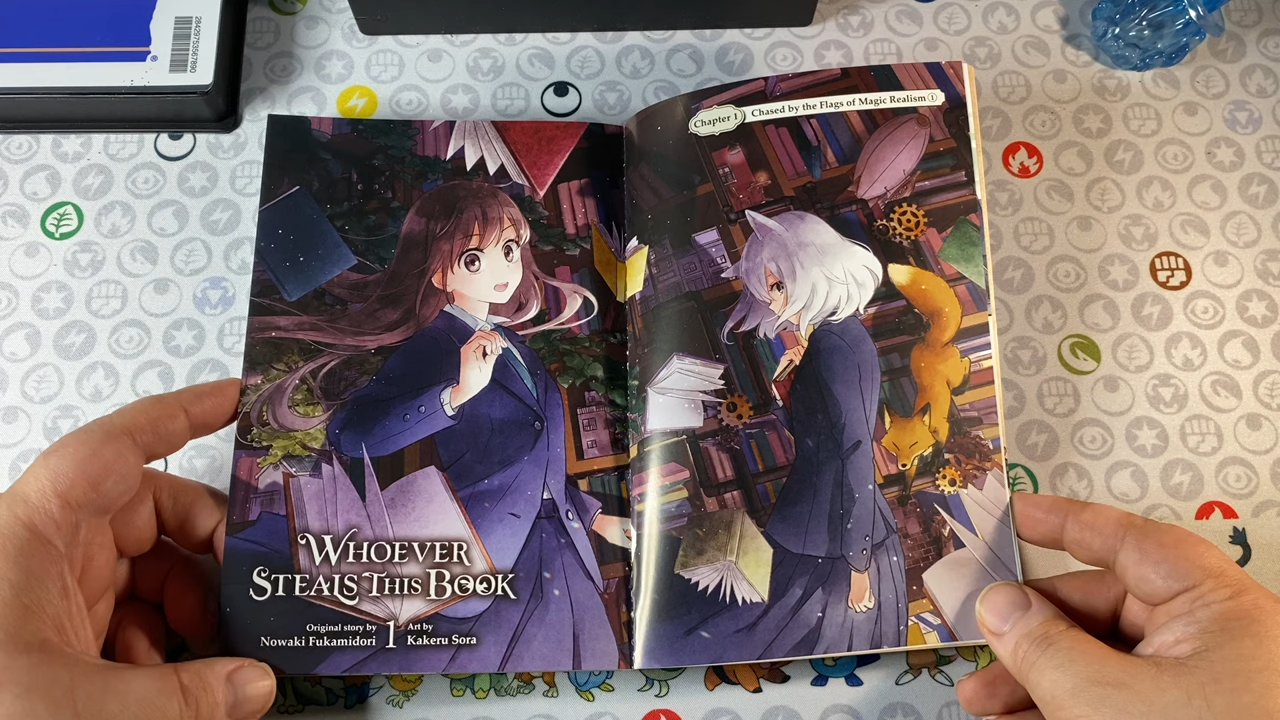 WHOEVER
STEALS THIS BOOK
Original story by
Nowaki Fukamidori
1
Art by
Kakeru Sora
Chapter 1
Chased by the Flags of Magic Realism ①
®